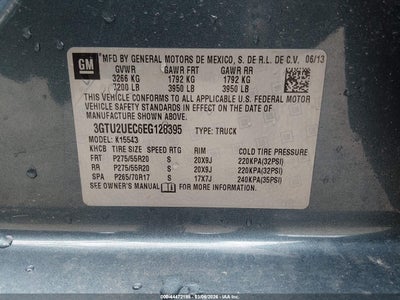 GM
MFD BY GENERAL MOTORS DE MEXICO, S. DE R.L. DE C.V. 06/13
GVWR GAWR FRT GAWR RR
3266 KG 1792 KG 1792 KG
7200 LB 3950 LB 3950 LB
THIS VEHICLE CONFORMS TO ALL APPLICABLE U.S. FEDERAL MOTOR
VEHICLE SAFETY STANDARDS IN EFFECT ON THE DATE OF
MANUFACTURE SHOWN ABOVE.
3GTU2UEC6EG128395 TYPE: TRUCK
MODEL: K15543
KHCB TIRE SIZE SPEED RTG RIM COLD TIRE PRESSURE
FRT P275/55R20 S 20X9J 220KPA(32PSI)
RR P275/55R20 S 20X9J 220KPA(32PSI)
SPA P265/70R17 S 17X7J 240KPA(35PSI)
SEE OWNER'S MANUAL FOR ADDITIONAL INFORMATION.